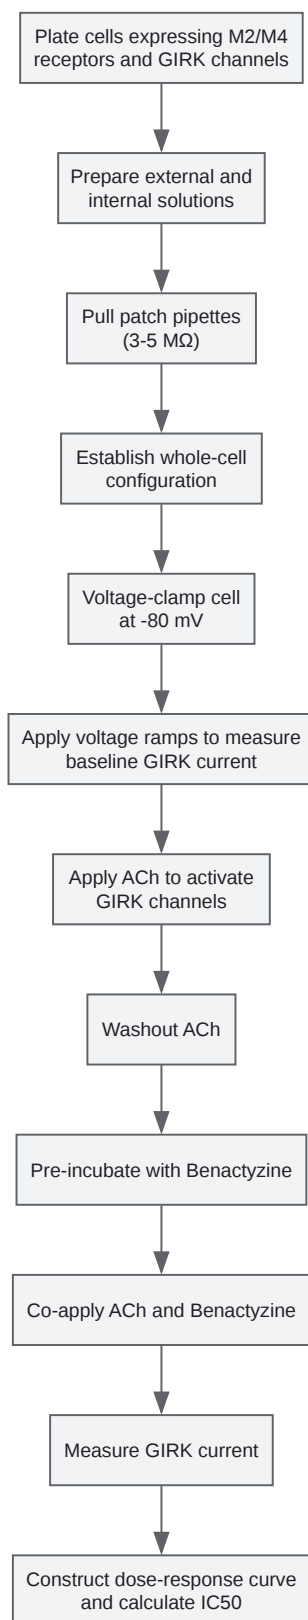 Plate cells expressing M2/M4
receptors and GIRK channels
Prepare external and
internal solutions
Pull patch pipettes
(3-5 MΩ)
Establish whole-cell
configuration
Voltage-clamp cell
at -80 mV
Apply voltage ramps to measure
baseline GIRK current
Apply ACh to activate
GIRK channels
Washout ACh
Pre-incubate with Benactyzine
Co-apply ACh and Benactyzine
Measure GIRK current
Construct dose-response curve
and calculate IC50